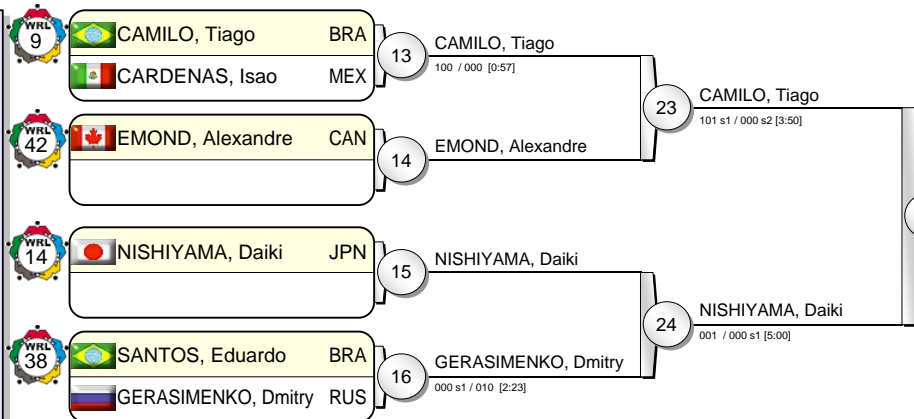 WRL
9
CAMILO, Tiago BRA
CARDENAS, Isao MEX
13
CAMILO, Tiago
100 / 000 [0:57]
WRL
42
EMOND, Alexandre CAN
14
EMOND, Alexandre
23
CAMILO, Tiago
101 s1 / 000 s2 [3:50]
WRL
14
NISHIYAMA, Daiki JPN
15
NISHIYAMA, Daiki
WRL
38
SANTOS, Eduardo BRA
GERASIMENKO, Dmitry RUS
16
GERASIMENKO, Dmitry
000 s1 / 010 [2:23]
24
NISHIYAMA, Daiki
001 / 000 s1 [5:00]